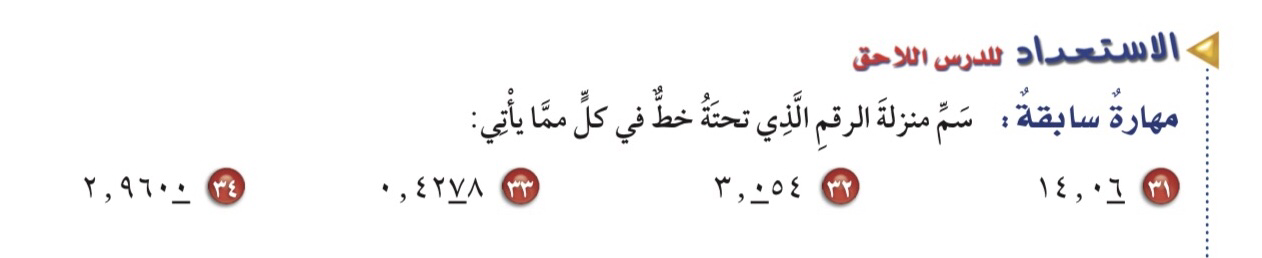 الاستعداد للدرس اللاحق
مهارةٌ سابقةٌ : سَمِّ منزلةَ الرقمِ الَّذِي تحتَهُ خطٌّ في كلٍّ ممَّا يأْتِي:
٣١ ١٤,٠٦ ٣٢ ٣,٠٥٤ ٣٣ ٠,٤٢٧٨ ٣٤ ٢,٩٦٠٠